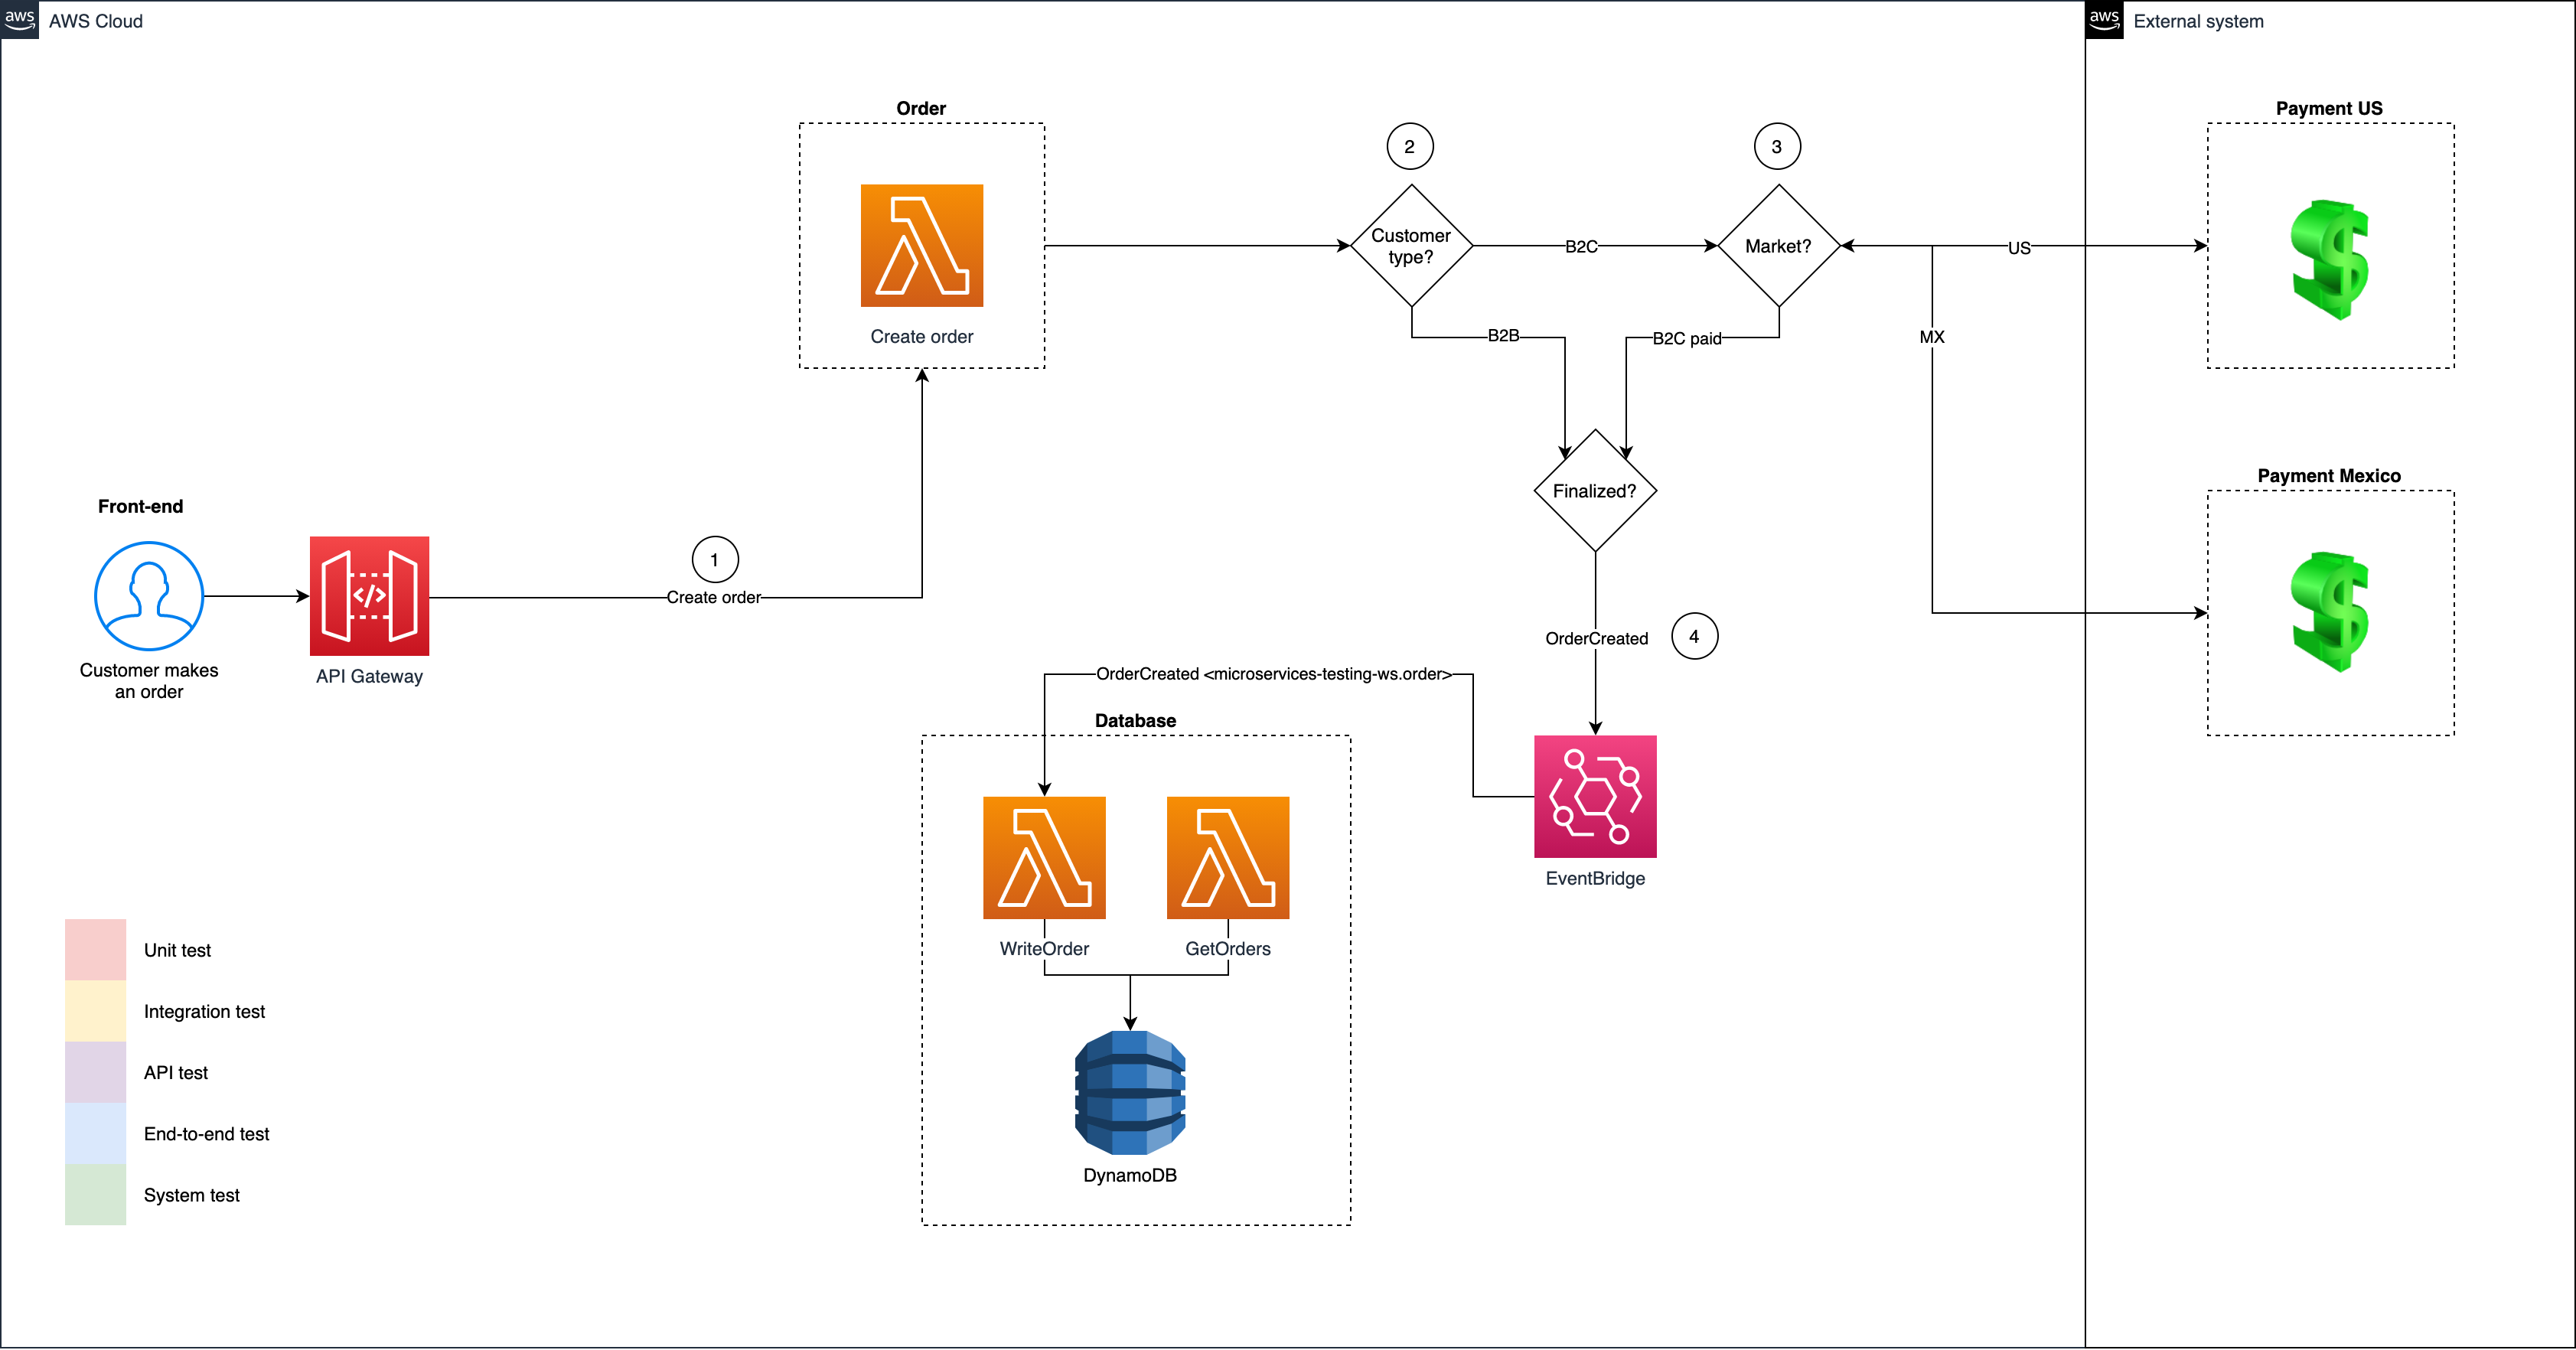 aws
AWS Cloud
aws
External system
Order
Create order
2
Customer
type?
B2C
3
Market?
US
Payment US
B2B
B2C paid
MX
Finalized?
Payment Mexico
Front-end
Customer makes
an order
</>
API Gateway
1
Create order
OrderCreated
4
OrderCreated <microservices-testing-ws.order>
Database
WriteOrder
GetOrders
EventBridge
DynamoDB
Unit test
Integration test
API test
End-to-end test
System test